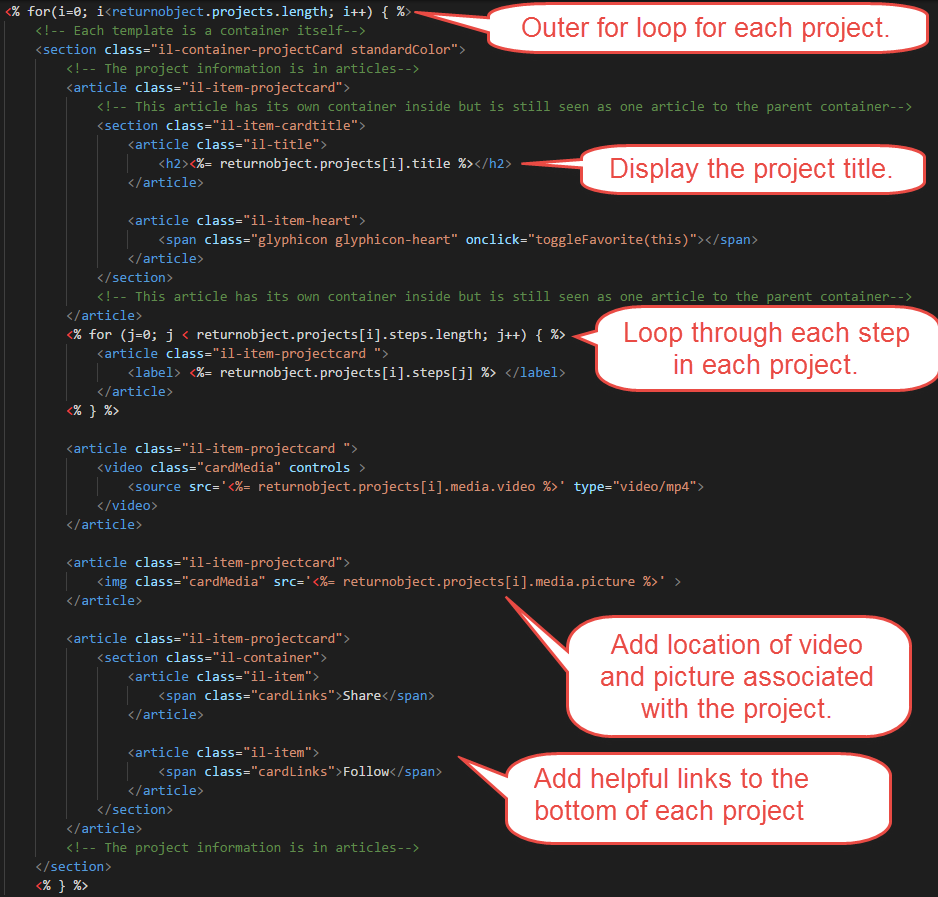 <% for(i=0; i<returnobject.projects.length; i++) { %>
Outer for loop for each project.
<!-- Each template is a container itself-->
<section class="il-container-projectCard standardColor">
<!-- The project information is in articles-->
<article class="il-item-projectcard">
<!-- This article has its own container inside but is still seen as one article to the parent container-->
<section class="il-item-cardtitle">
<article class="il-title">
<h2><%= returnobject.projects[i].title %></h2>
Display the project title.
</article>
<article class="il-item-heart">
<span class="glyphicon glyphicon-heart" onclick="toggleFavorite(this)"></span>
</article>
</section>
<!-- This article has its own container inside but is still seen as one article to the parent container-->
</article>
<% for (j=0; j < returnobject.projects[i].steps.length; j++) { %>
Loop through each step
in each project.
<article class="il-item-projectcard ">
<label> <%= returnobject.projects[i].steps[j] %> </label>
</article>
<% } %>
<article class="il-item-projectcard ">
<video class="cardMedia" controls >
<source src='<%= returnobject.projects[i].media.video %>' type="video/mp4">
</video>
</article>
<article class="il-item-projectcard">
<img class="cardMedia" src='<%= returnobject.projects[i].media.picture %>' >
</article>
Add location of video
and picture associated
with the project.
<article class="il-item-projectcard">
<section class="il-container">
<article class="il-item">
<span class="cardLinks">Share</span>
</article>
<article class="il-item">
<span class="cardLinks">Follow</span>
</article>
Add helpful links to the
bottom of each project
</section>
</article>
<!-- The project information is in articles-->
</section>
<% } %>